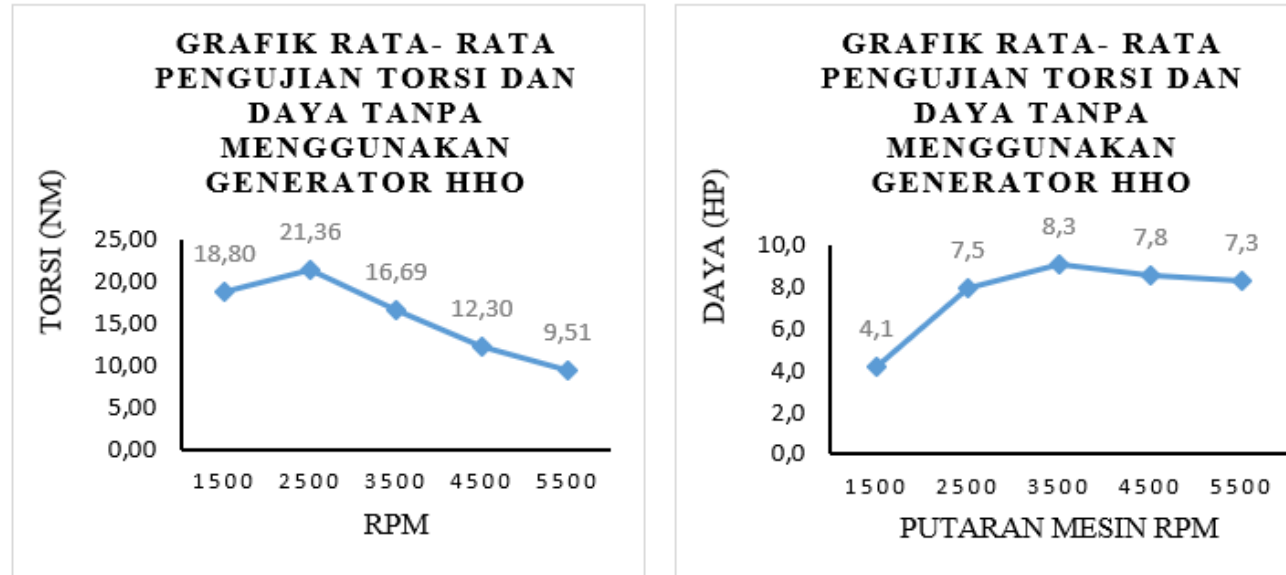 GRAFIK RATA- RATA
PENGUJIAN TORSI DAN
DAYA TANPA
MENGGUNAKAN
GENERATOR HHO
TORSI (NM)
25,00
20,00
15,00
10,00
5,00
0,00
18,80
21,36
16,69
12,30
9,51
1500 2500 3500 4500 5500
RPM
GRAFIK RATA- RATA
PENGUJIAN TORSI DAN
DAYA TANPA
MENGGUNAKAN
GENERATOR HHO
DAYA (HP)
10,0
8,0
6,0
4,0
2,0
0,0
4,1
7,5
8,3
7,8
7,3
1500 2500 3500 4500 5500
PUTARAN MESIN RPM